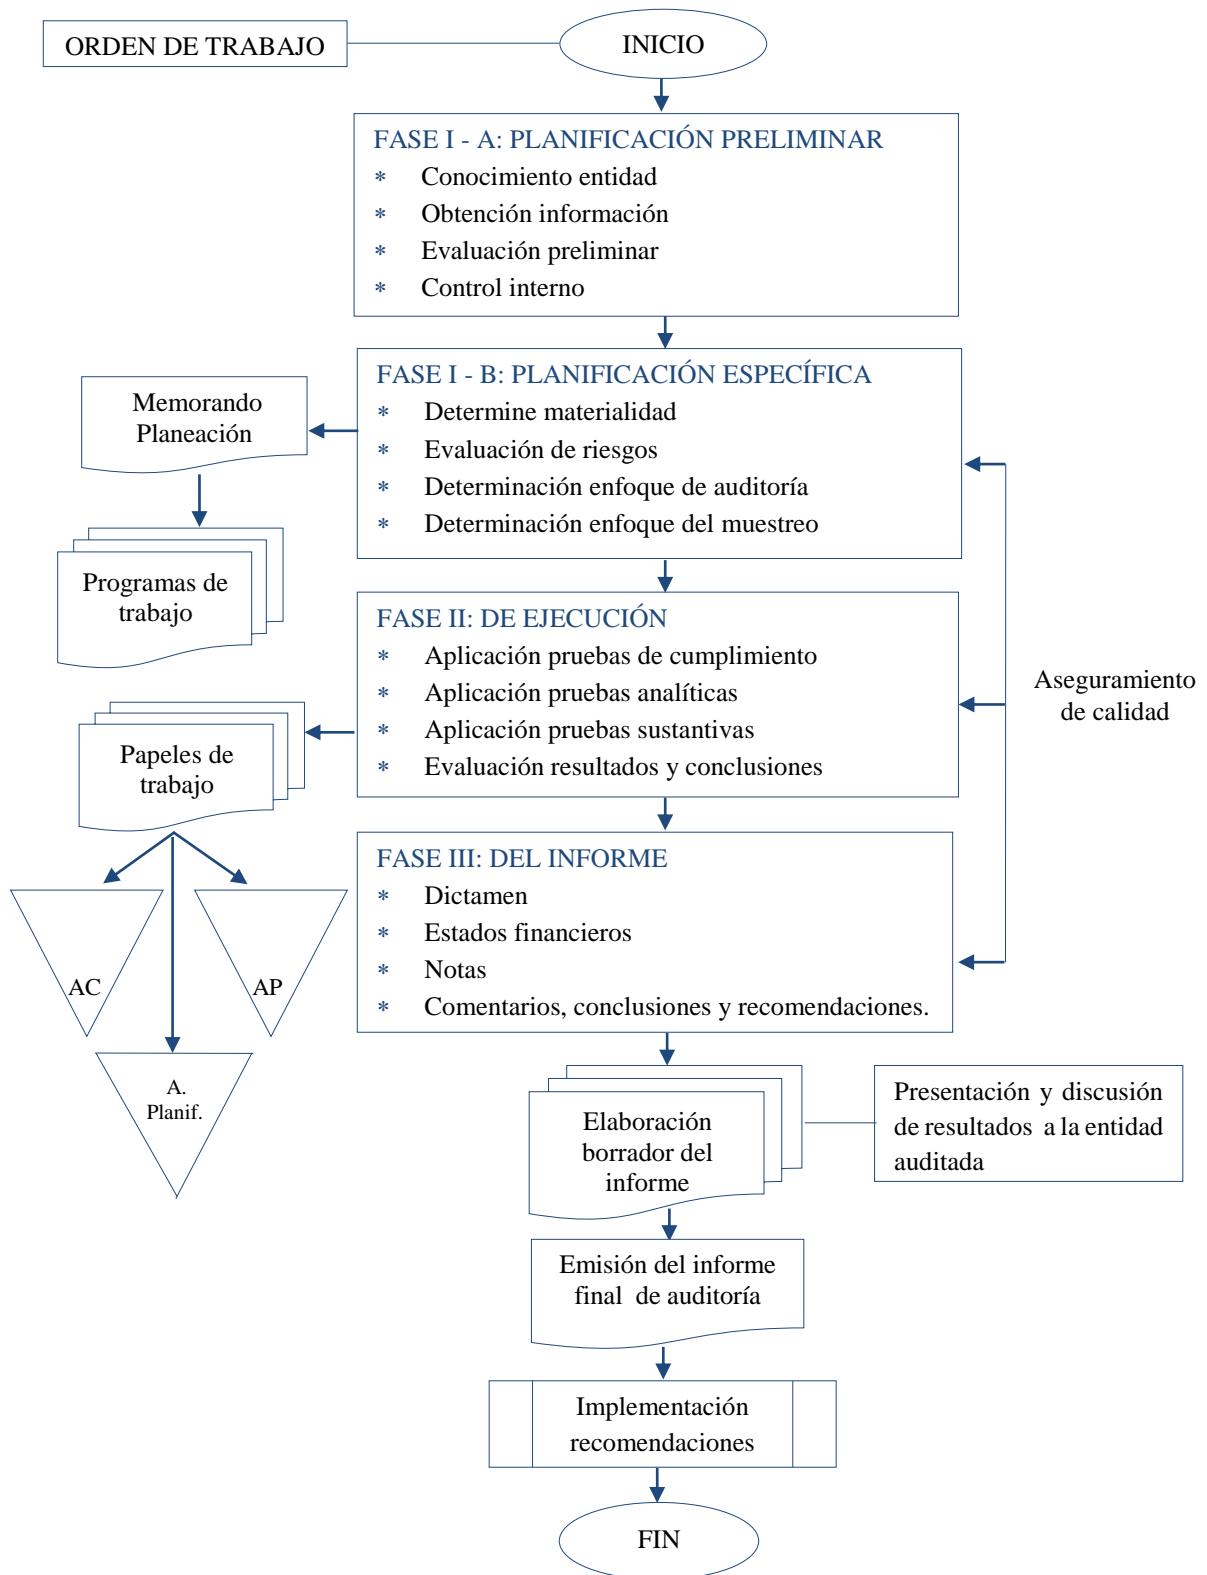 ORDEN DE TRABAJO
INICIO
FASE I - A: PLANIFICACIÓN PRELIMINAR
* Conocimiento entidad
* Obtención información
* Evaluación preliminar
* Control interno
FASE I - B: PLANIFICACIÓN ESPECÍFICA
* Determine materialidad
* Evaluación de riesgos
* Determinación enfoque de auditoría
* Determinación enfoque del muestreo
Memorando
Planeación
Programas de
trabajo
FASE II: DE EJECUCIÓN
* Aplicación pruebas de cumplimiento
* Aplicación pruebas analíticas
* Aplicación pruebas sustantivas
* Evaluación resultados y conclusiones
Aseguramiento
de calidad
Papeles de
trabajo
AC
AP
A.
Planif.
FASE III: DEL INFORME
* Dictamen
* Estados financieros
* Notas
* Comentarios, conclusiones y recomendaciones.
Elaboración
borrador del
informe
Presentación y discusión
de resultados a la entidad
auditada
Emisión del informe
final de auditoría
Implementación
recomendaciones
FIN